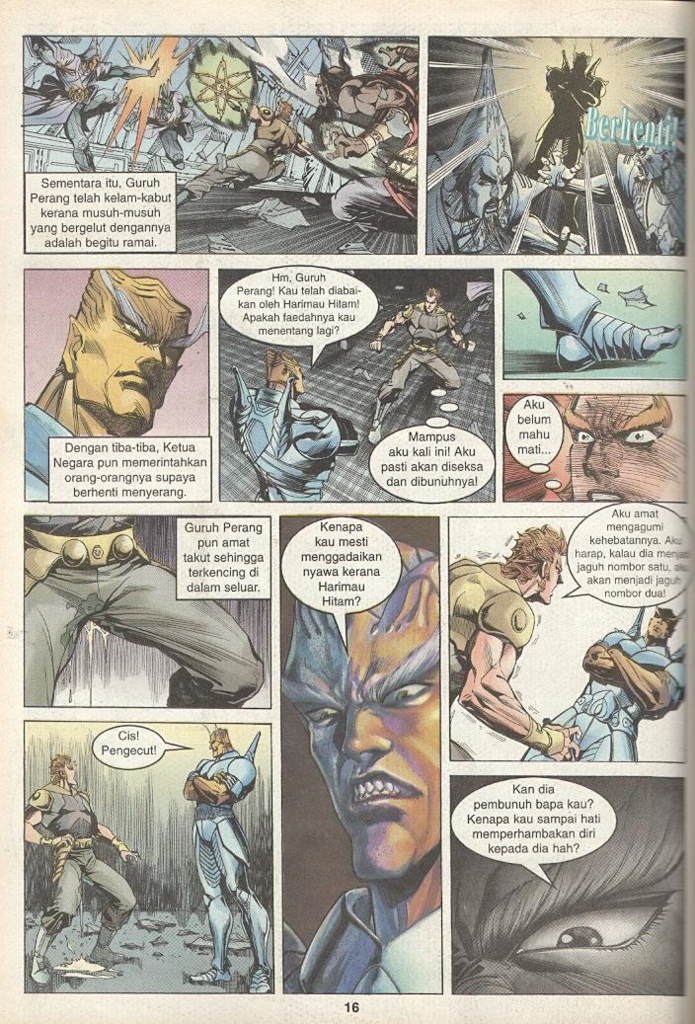 Sementara itu, Guruh
Perang telah kelam-kabut
kerana musuh-musuh
yang bergelut dengannya
adalah begitu ramai.
Berhenti!
Dengan tiba-tiba, Ketua
Negara pun memerintahkan
orang-orangnya supaya
berhenti menyerang.
Hm, Guruh
Perang! Kau telah diabai-
kan oleh Harimau Hitam!
Apakah faedahnya kau
menentang lagi?
Mampus
aku kali ini! Aku
pasti akan diseksa
dan dibunuhnya!
Aku
belum
mahu
mati...
Guruh Perang
pun amat
takut sehingga
terkencing di
dalam seluar.
Cis!
Pengecut!
Kenapa
kau mesti
menggadaikan
nyawa kerana
Harimau
Hitam?
Aku amat
mengagumi
kehebatannya. Aku
harap, kalau dia menjadi
jaguh nombor satu, aku
akan menjadi jaguh
nombor dua!
Kan dia
pembunuh bapa kau?
Kenapa kau sampai hati
memperhambakan diri
kepada dia hah?
16